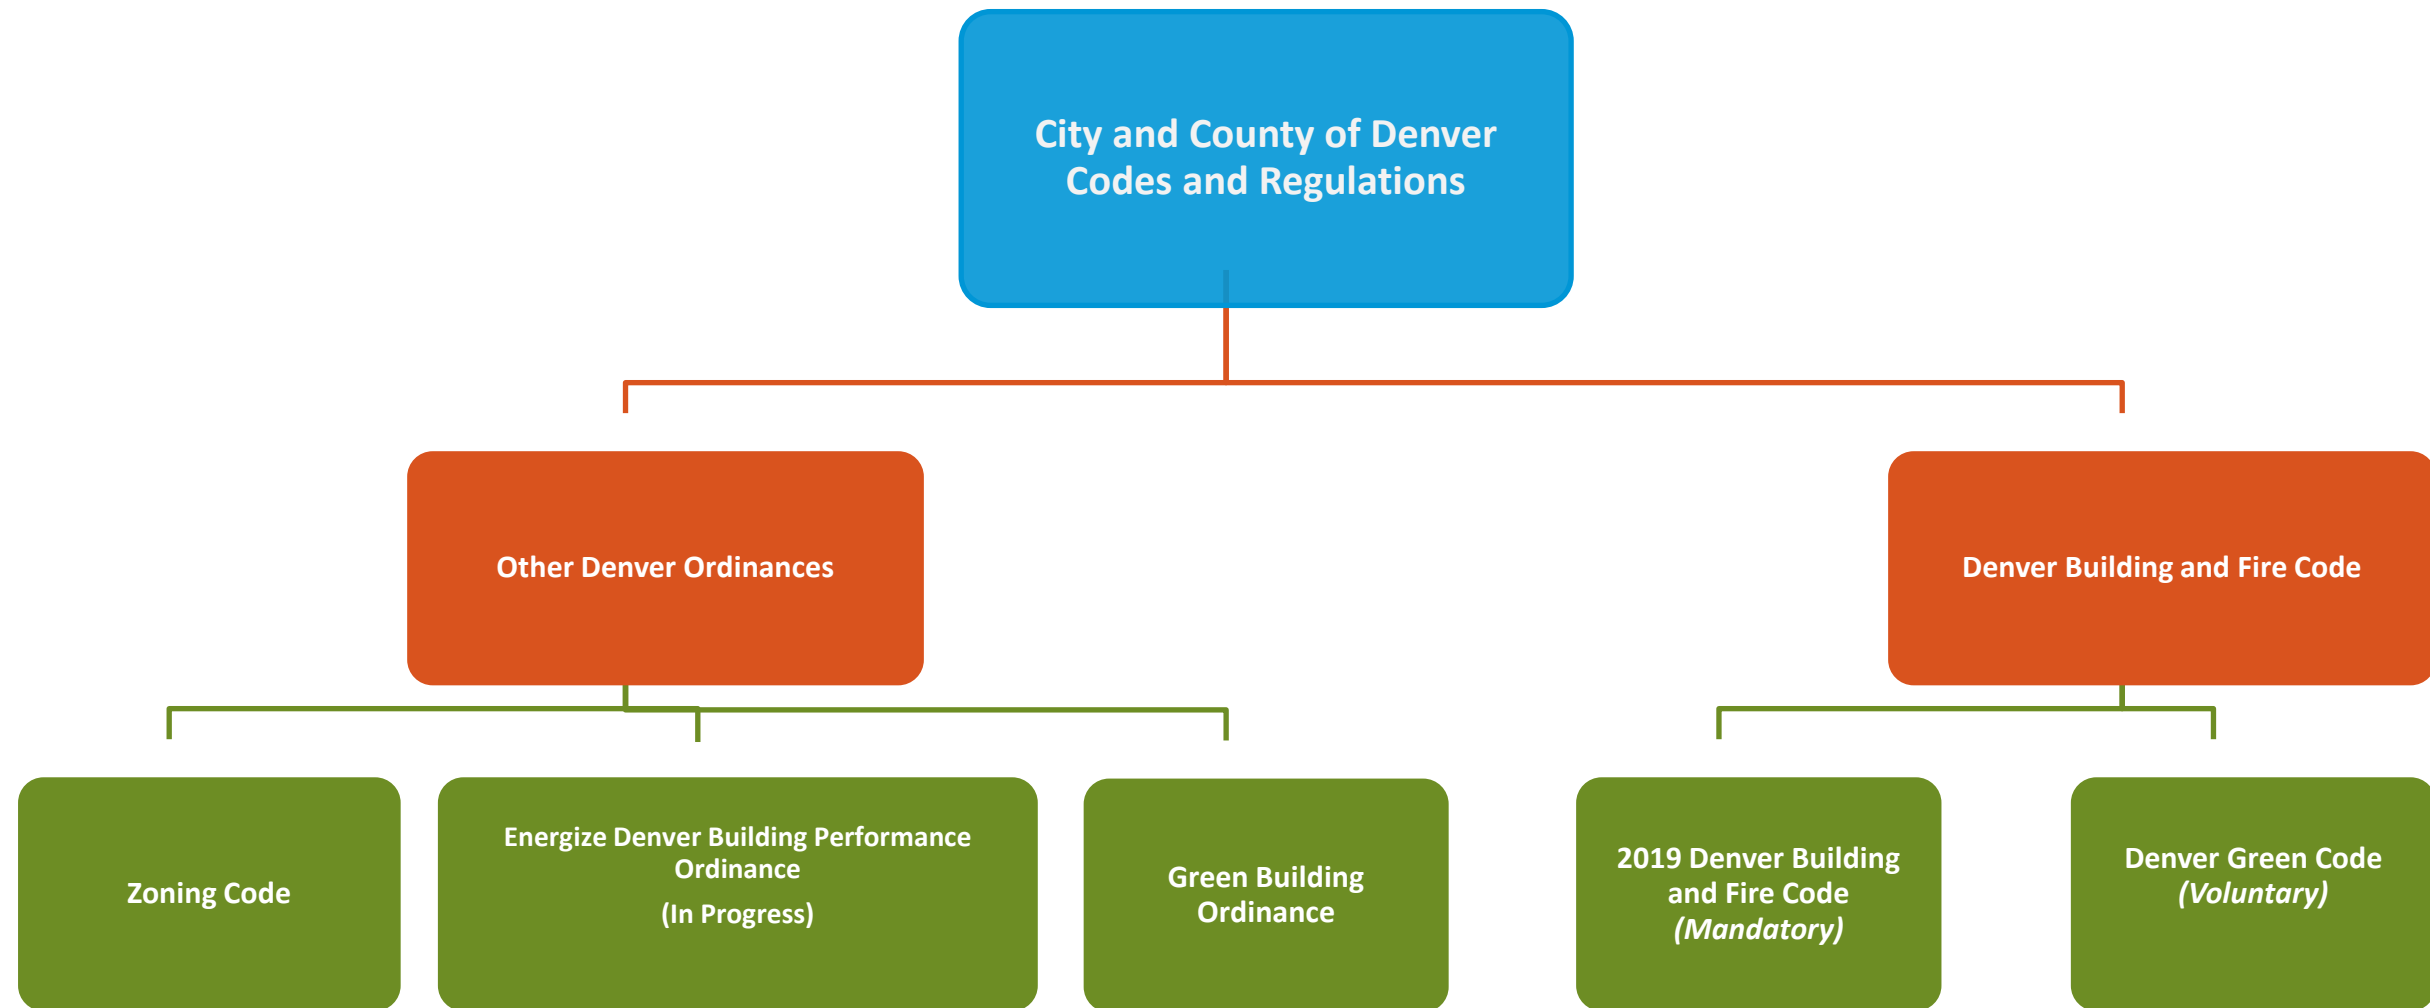 City and County of Denver
Codes and Regulations
Other Denver Ordinances
Denver Building and Fire Code
Zoning Code
Energize Denver Building Performance
Ordinance
(In Progress)
Green Building
Ordinance
2019 Denver Building
and Fire Code
(Mandatory)
Denver Green Code
(Voluntary)